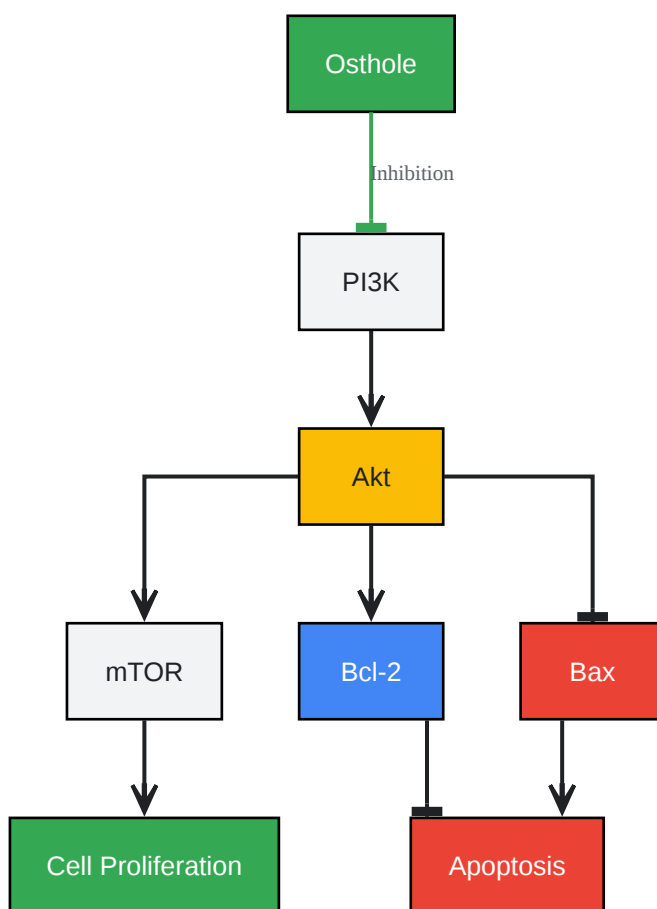 Osthole
Inhibition
PI3K
Akt
mTOR
Bcl-2
Bax
Cell Proliferation
Apoptosis